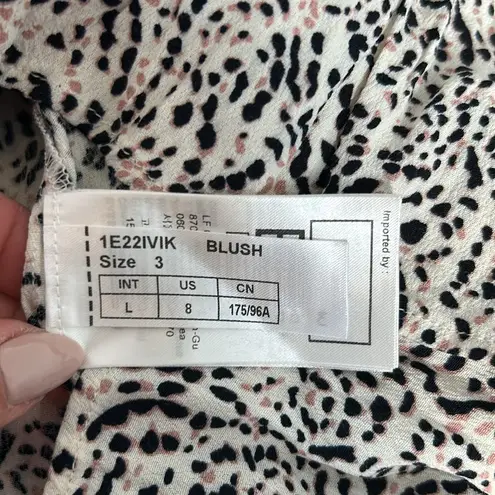 1E22IVIK BLUSH
Size 3
INT US CN
L 8 175/96A
Imported by :